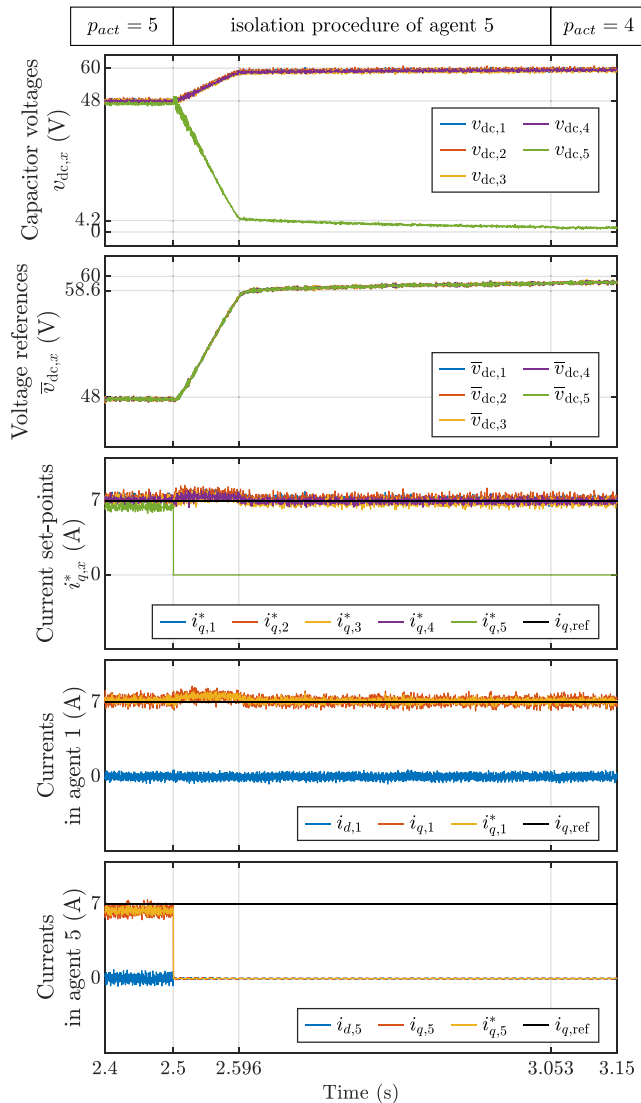 p_act = 5 isolation procedure of agent 5 p_act = 4
Capacitor voltages
v_dc,x (V)
60
48
4.2
0
v_dc,1 v_dc,4
v_dc,2 v_dc,5
v_dc,3
Voltage references
v̅_dc,x (V)
60
58.6
48
v̅_dc,1 v̅_dc,4
v̅_dc,2 v̅_dc,5
v̅_dc,3
Current set-points
i*_q,x (A)
7
0
i*_q,1 i*_q,2 i*_q,3 i*_q,4 i*_q,5 i_q,ref
Currents
in agent 1 (A)
7
0
i_d,1 i_q,1 i*_q,1 i_q,ref
Currents
in agent 5 (A)
7
0
i_d,5 i_q,5 i*_q,5 i_q,ref
2.4 2.5 2.596 3.053 3.15
Time (s)